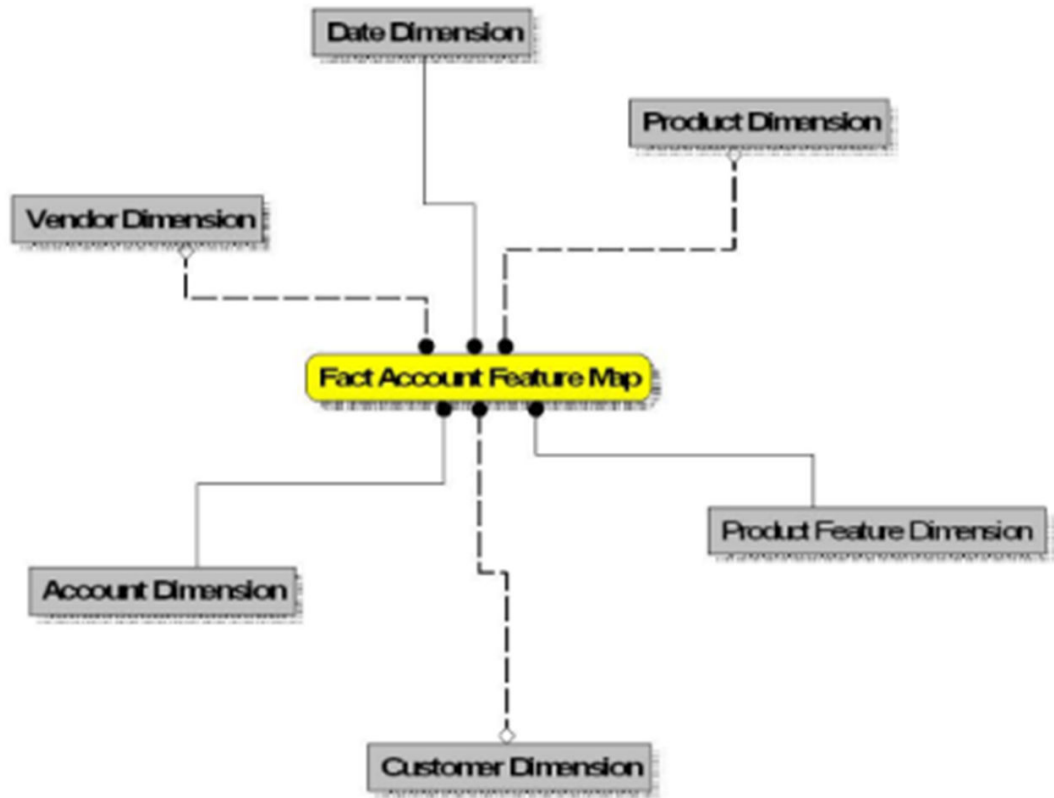 Date Dimension
Product Dimension
Vendor Dimension
Fact Account Feature Map
Product Feature Dimension
Account Dimension
Customer Dimension